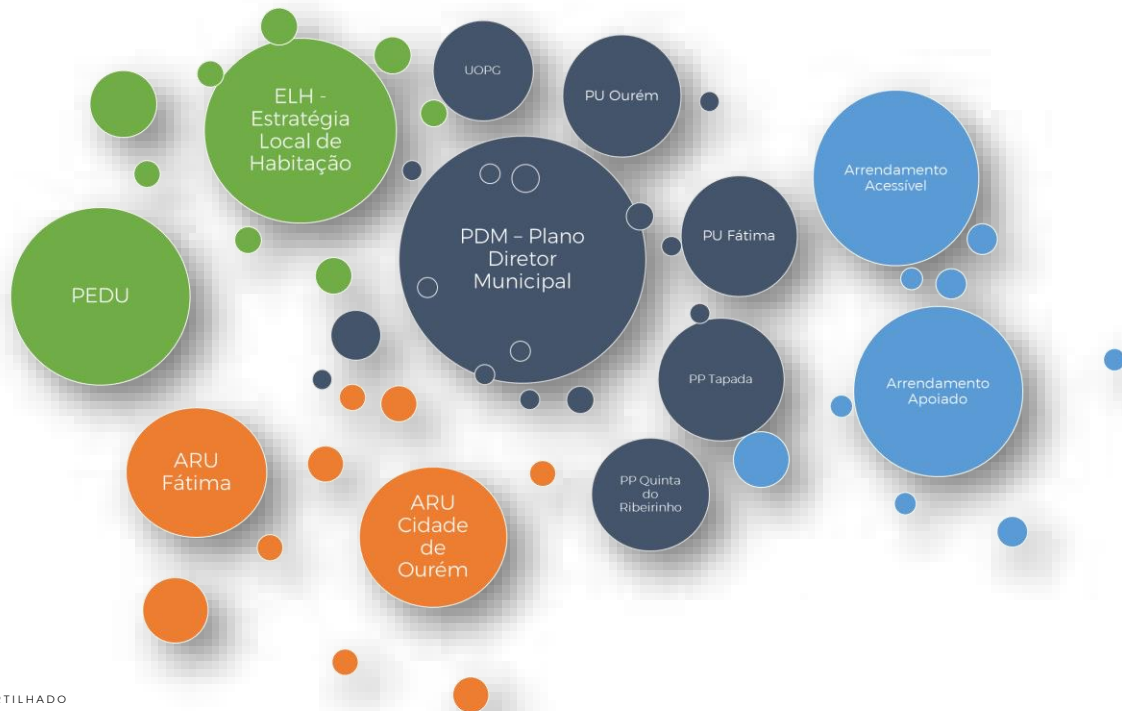 UOPG
PU Ourém
ELH -
Estratégia
Local de
Habitação
Arrendamento
Acessível
PDM – Plano
Diretor
Municipal
PU Fátima
PEDU
PP Tapada
Arrendamento
Apoiado
ARU
Fátima
PP Quinta
do
Ribeirinho
ARU
Cidade
de
Ourém